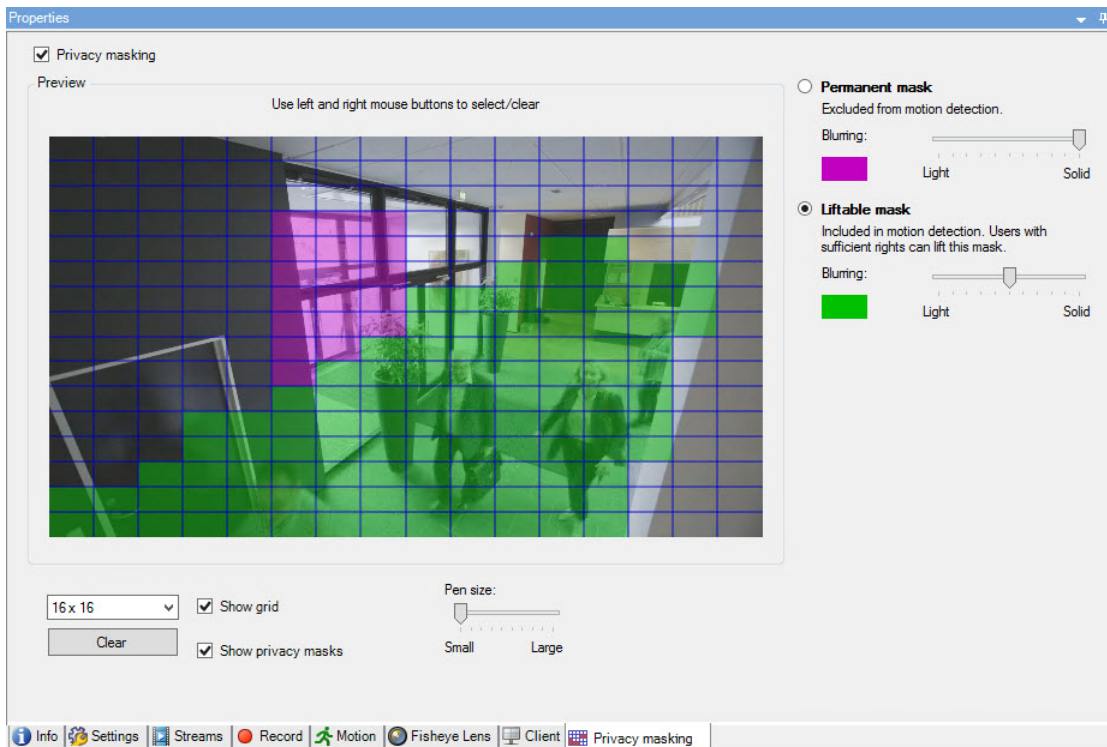 Properties
Privacy masking
Preview
Use left and right mouse buttons to select/clear
Permanent mask
Excluded from motion detection.
Blurring:
Light Solid
Liftable mask
Included in motion detection. Users with
sufficient rights can lift this mask.
Blurring:
Light Solid
16 x 16
Show grid
Clear
Show privacy masks
Pen size:
Small Large
Info Settings Streams Record Motion Fisheye Lens Client Privacy masking